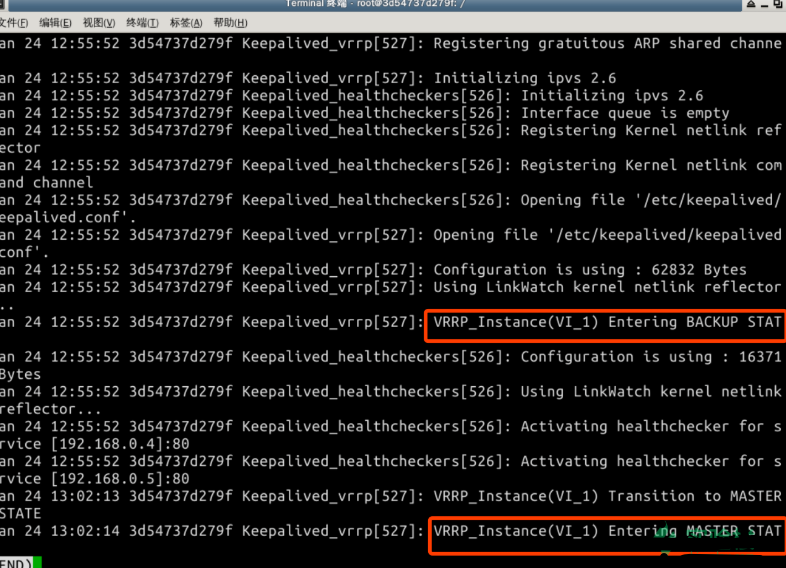 Terminal 终端 - root@3d54737d279f: /
文件(F) 编辑(E) 视图(V) 终端(T) 标签(A) 帮助(H)
an 24 12:55:52 3d54737d279f Keepalived_vrrp[527]: Registering gratuitous ARP shared channe
an 24 12:55:52 3d54737d279f Keepalived_vrrp[527]: Initializing ipvs 2.6
an 24 12:55:52 3d54737d279f Keepalived_healthcheckers[526]: Initializing ipvs 2.6
an 24 12:55:52 3d54737d279f Keepalived_healthcheckers[526]: Interface queue is empty
an 24 12:55:52 3d54737d279f Keepalived_healthcheckers[526]: Registering Kernel netlink ref
ector
an 24 12:55:52 3d54737d279f Keepalived_healthcheckers[526]: Registering Kernel netlink com
and channel
an 24 12:55:52 3d54737d279f Keepalived_healthcheckers[526]: Opening file '/etc/keepalived/
eepalived.conf'.
an 24 12:55:52 3d54737d279f Keepalived_vrrp[527]: Opening file '/etc/keepalived/keepalived
conf'.
an 24 12:55:52 3d54737d279f Keepalived_vrrp[527]: Configuration is using : 62832 Bytes
an 24 12:55:52 3d54737d279f Keepalived_vrrp[527]: Using LinkWatch kernel netlink reflector
..
an 24 12:55:52 3d54737d279f Keepalived_vrrp[527]: VRRP_Instance(VI_1) Entering BACKUP STAT
an 24 12:55:52 3d54737d279f Keepalived_healthcheckers[526]: Configuration is using : 16371
Bytes
an 24 12:55:52 3d54737d279f Keepalived_healthcheckers[526]: Using LinkWatch kernel netlink
reflector...
an 24 12:55:52 3d54737d279f Keepalived_healthcheckers[526]: Activating healthchecker for s
rvice [192.168.0.4]:80
an 24 12:55:52 3d54737d279f Keepalived_healthcheckers[526]: Activating healthchecker for s
rvice [192.168.0.5]:80
an 24 13:02:13 3d54737d279f Keepalived_vrrp[527]: VRRP_Instance(VI_1) Transition to MASTER
STATE
an 24 13:02:14 3d54737d279f Keepalived_vrrp[527]: VRRP_Instance(VI_1) Entering MASTER STAT
END)